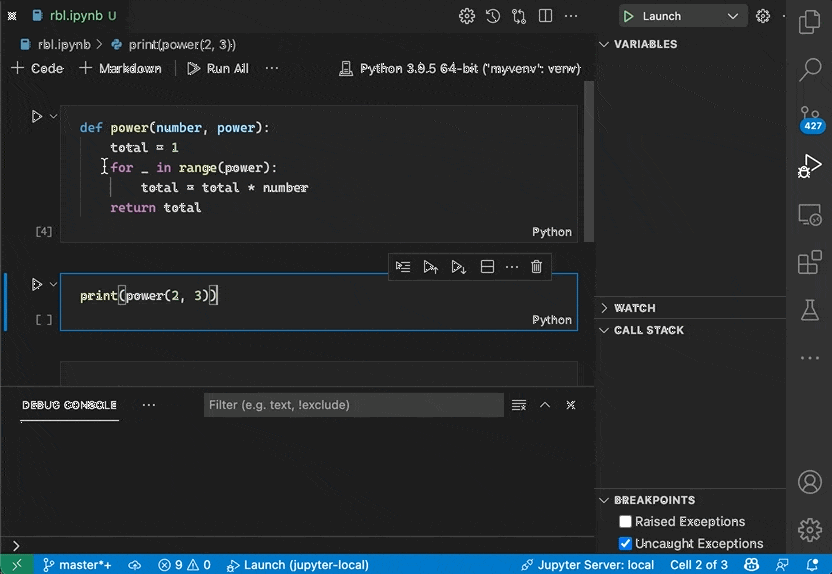 rbl.ipynb U
Launch
rbl.ipynb > print(power(2, 3))
VARIABLES
+ Code + Markdown Run All ··· Python 3.9.5 64-bit ('myvenv': venv)
def power(number, power):
total = 1
for _ in range(power):
total = total * number
return total
[4]
Python
427
print(power(2, 3))
[ ]
Python
WATCH
CALL STACK
DEBUG CONSOLE ···
Filter (e.g. text, !exclude)
BREAKPOINTS
Raised Exceptions
Uncaught Exceptions
master*+ 9 0 Launch (jupyter-local) Jupyter Server: local Cell 2 of 3